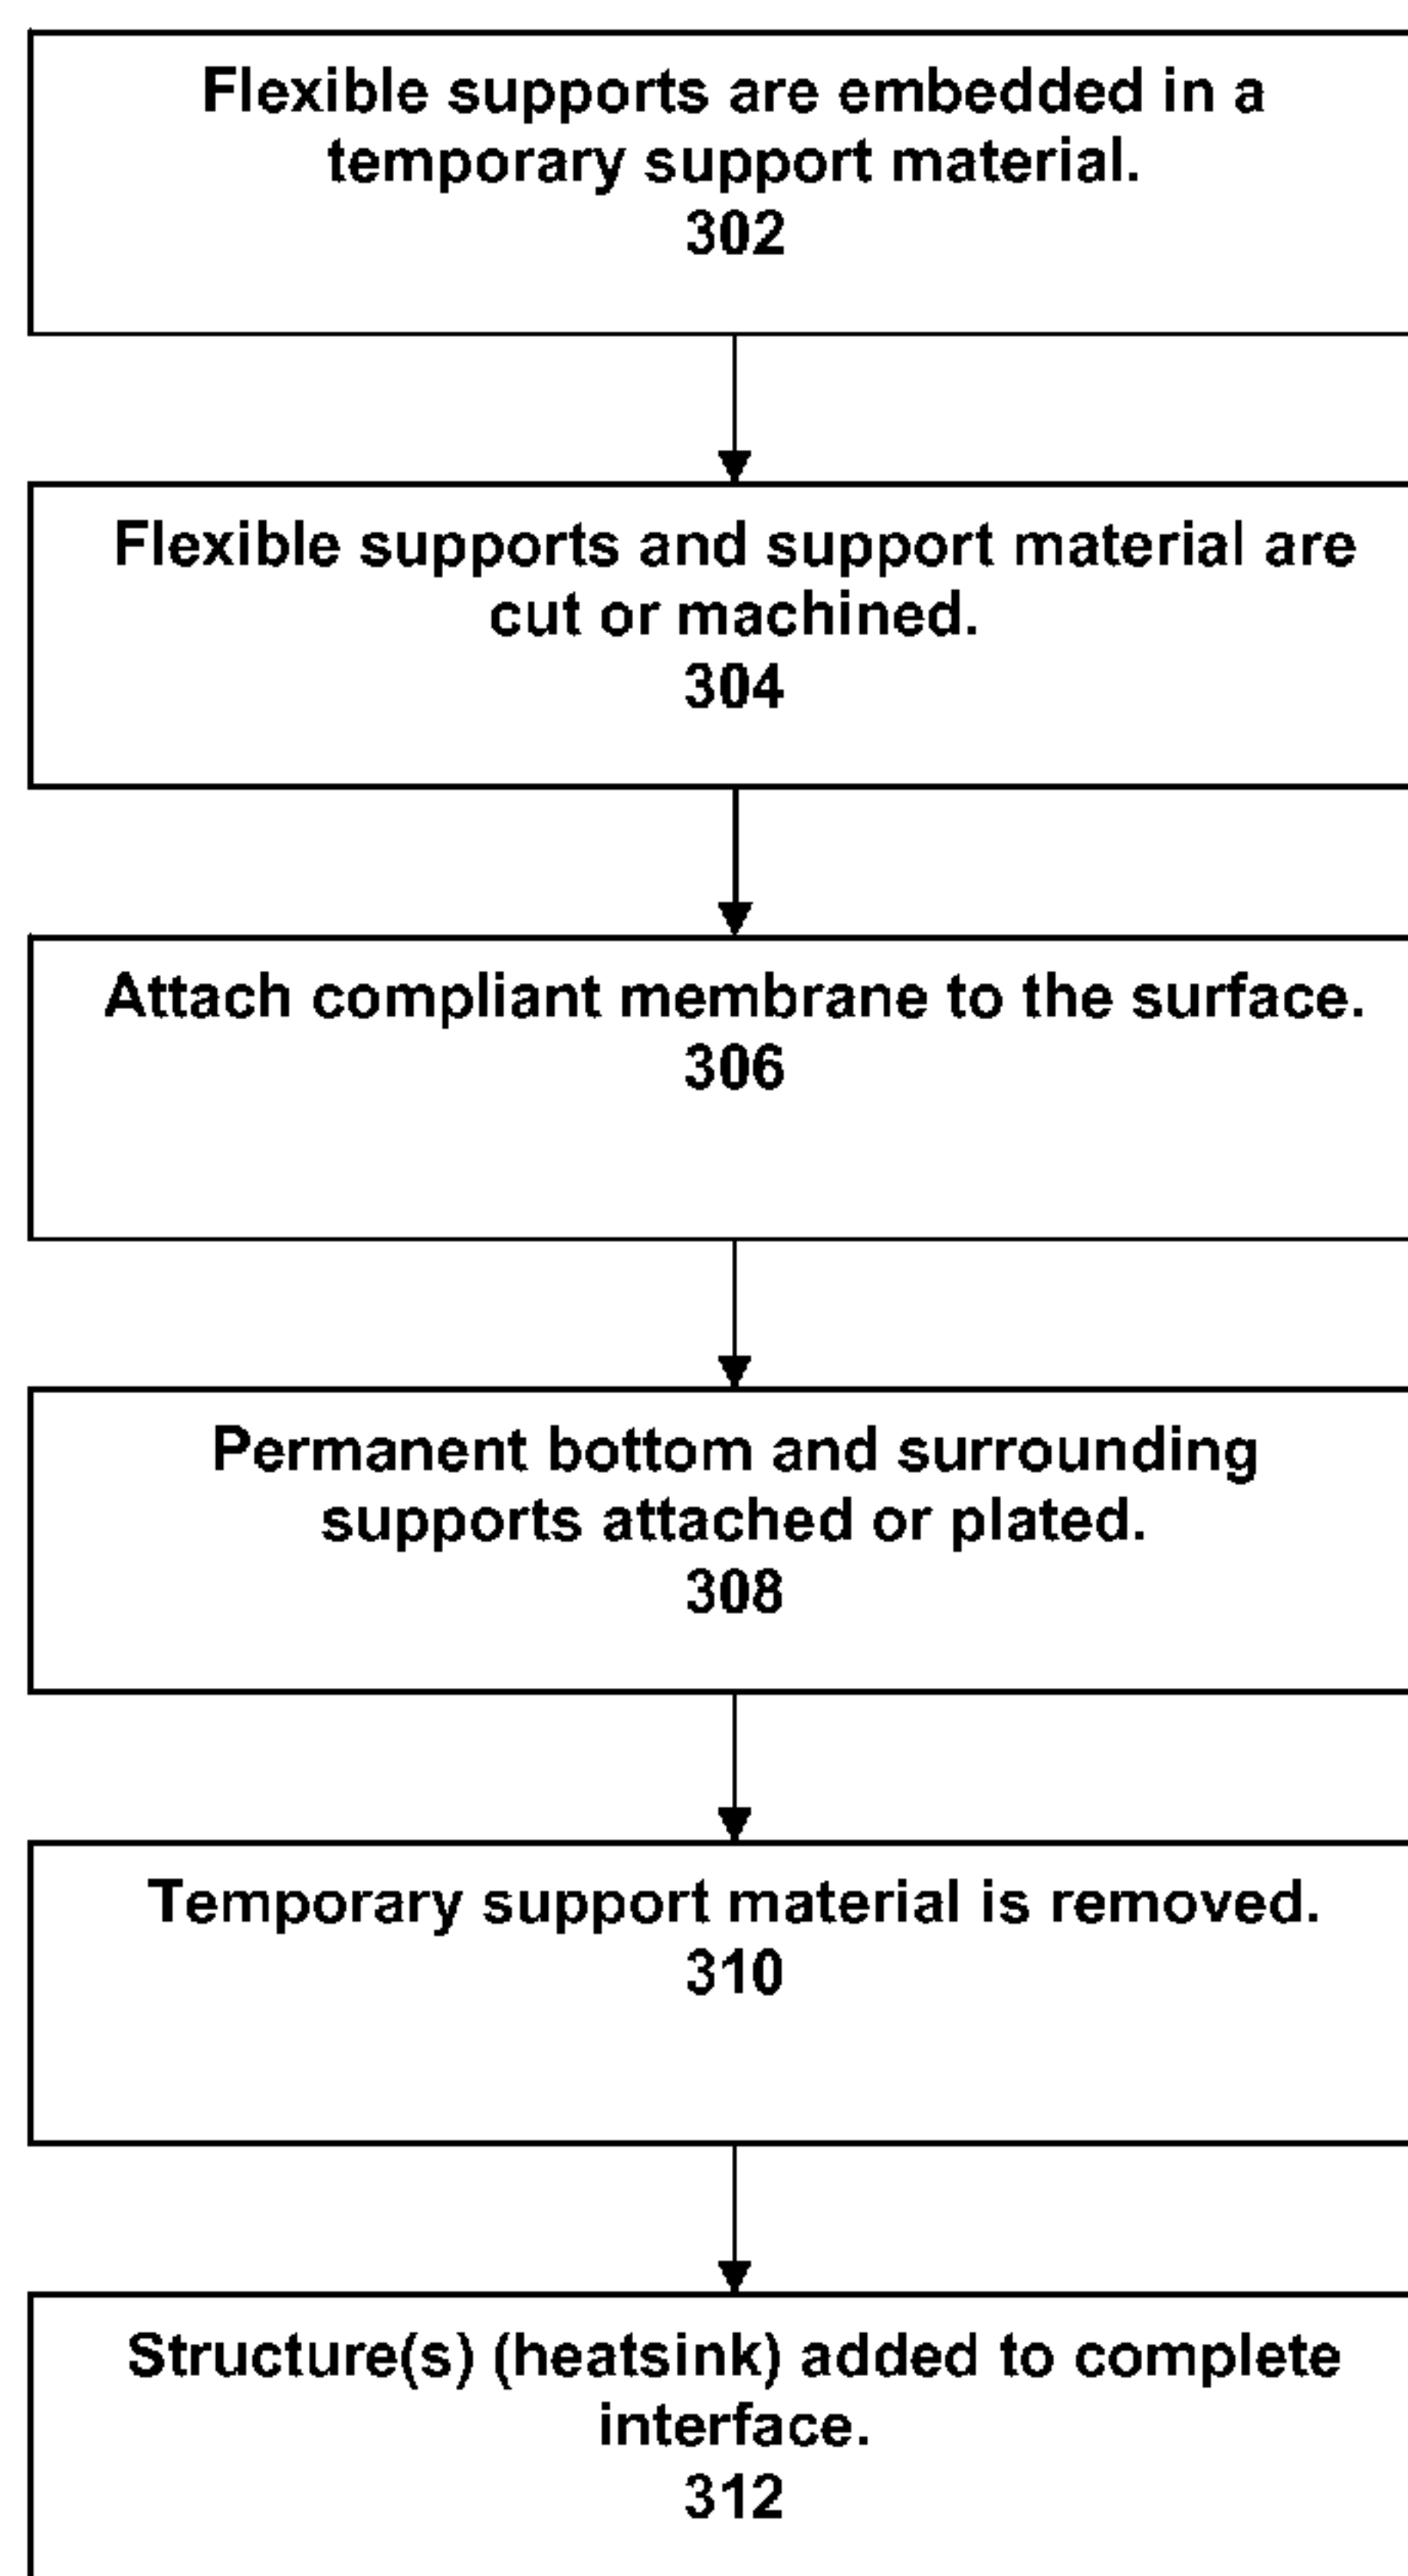 Flexible supports are embedded in a
temporary support material.
302
Flexible supports and support material are
cut or machined.
304
Attach compliant membrane to the surface.
306
Permanent bottom and surrounding
supports attached or plated.
308
Temporary support material is removed.
310
Structure(s) (heatsink) added to complete
interface.
312